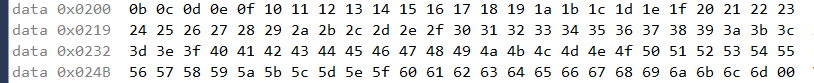 data 0x0200 0b 0c 0d 0e 0f 10 11 12 13 14 15 16 17 18 19 1a 1b 1c 1d 1e 1f 20 21 22 23
data 0x0219 24 25 26 27 28 29 2a 2b 2c 2d 2e 2f 30 31 32 33 34 35 36 37 38 39 3a 3b 3c
data 0x0232 3d 3e 3f 40 41 42 43 44 45 46 47 48 49 4a 4b 4c 4d 4e 4f 50 51 52 53 54 55
data 0x024B 56 57 58 59 5a 5b 5c 5d 5e 5f 60 61 62 63 64 65 66 67 68 69 6a 6b 6c 6d 00